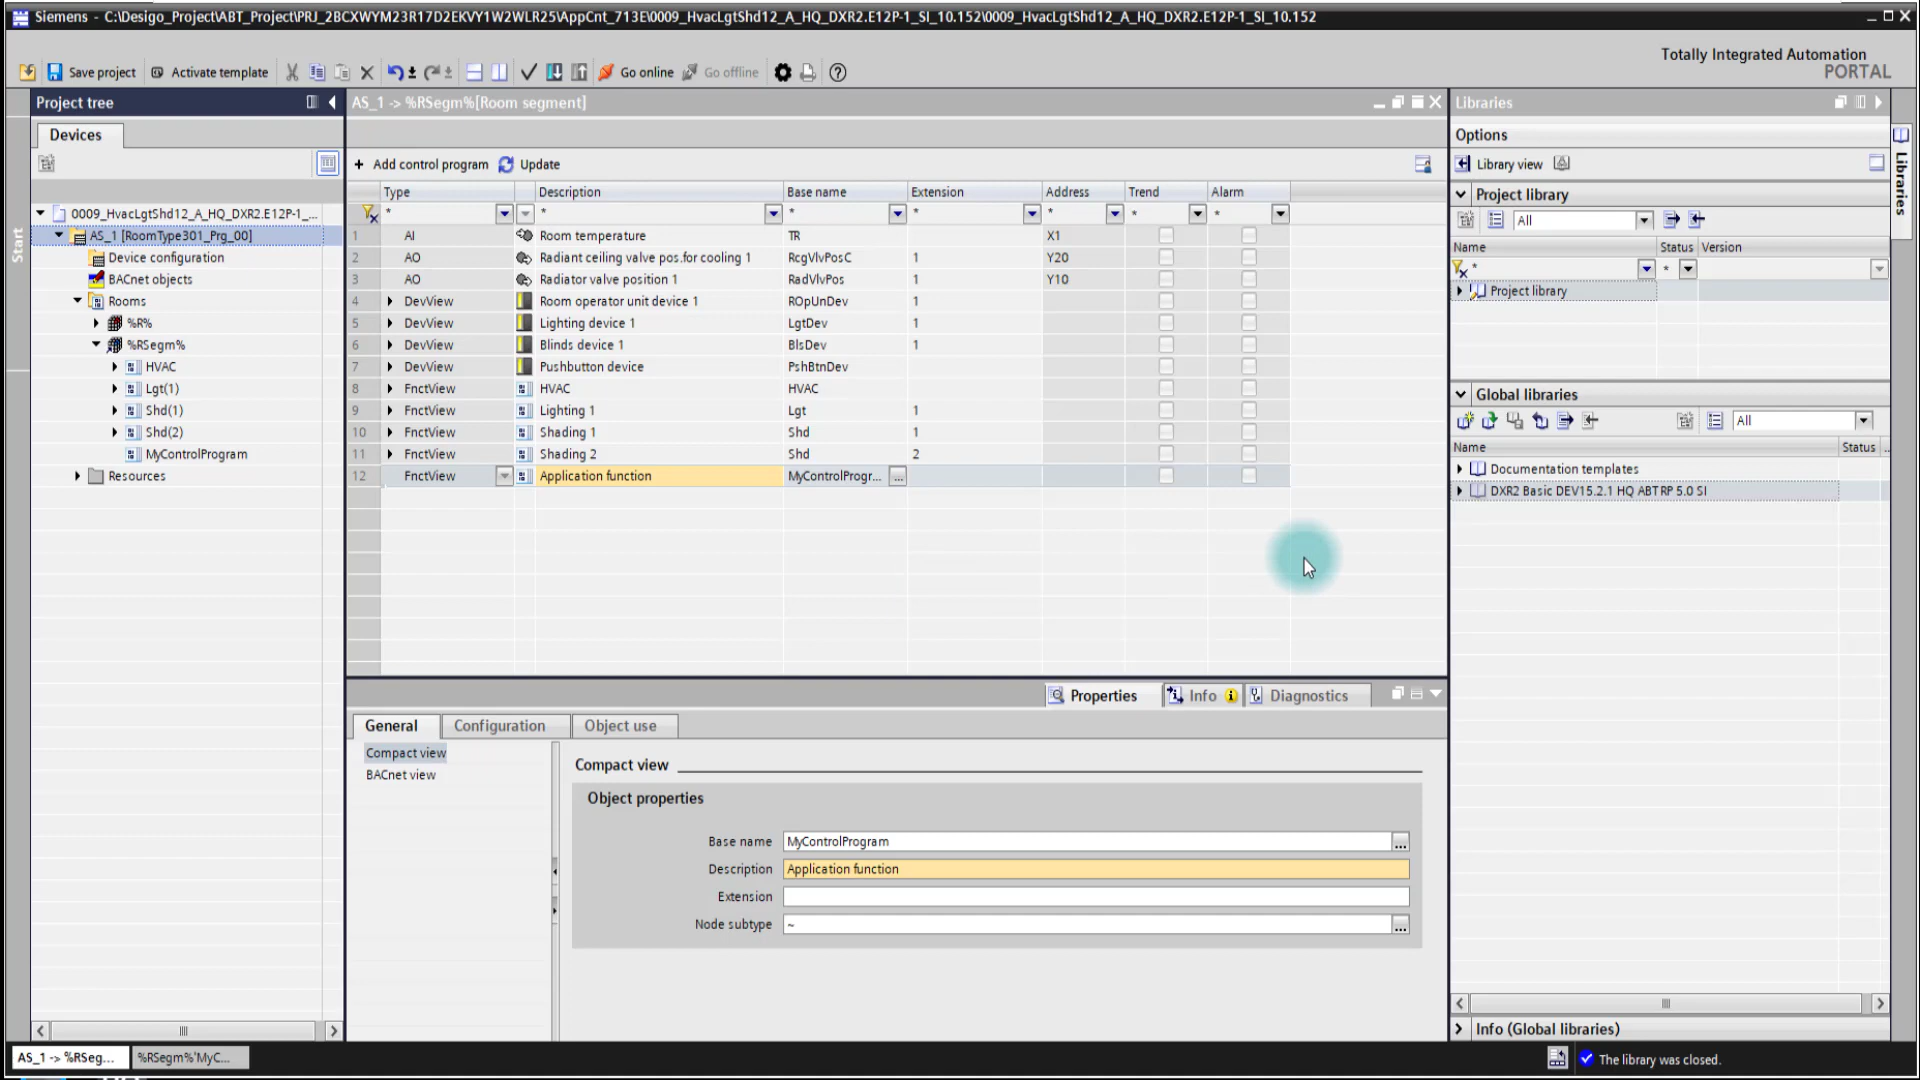 Siemens - C:\Desigo_Project\ABT_Project\PRJ_2BCXWYM23R17D2EKVY1W2WLR25\AppCnt_713E\0009_HvacLgtShd12_A_HQ_DXR2.E12P-1_SI_10.152\0009_HvacLgtShd12_A_HQ_DXR2.E12P-1_SI_10.152
Totally Integrated Automation
PORTAL
Save project Activate template Go online Go offline
Project tree
AS_1 -> %RSegm%[Room segment]
Libraries
Devices
Options
Add control program Update
Library view
Start
Type Description Base name Extension Address Trend Alarm
* * * * * * *
1 AI Room temperature TR X1
2 AO Radiant ceiling valve pos.for cooling 1 RcgVlvPosC 1 Y20
3 AO Radiator valve position 1 RadVlvPos 1 Y10
4 DevView Room operator unit device 1 ROpUnDev 1
5 DevView Lighting device 1 LgtDev 1
6 DevView Blinds device 1 BlsDev 1
7 DevView Pushbutton device PshBtnDev
8 FnctView HVAC HVAC
9 FnctView Lighting 1 Lgt 1
10 FnctView Shading 1 Shd 1
11 FnctView Shading 2 Shd 2
12 FnctView Application function MyControlProgr... ...
0009_HvacLgtShd12_A_HQ_DXR2.E12P-1_...
AS_1 [RoomType301_Prg_00]
Device configuration
BACnet objects
Rooms
%R%
%RSegm%
HVAC
Lgt(1)
Shd(1)
Shd(2)
MyControlProgram
Resources
Project library
All
Name Status Version
* *
Project library
Global libraries
All
Name Status ..
Documentation templates
DXR2 Basic DEV15.2.1 HQ ABT RP 5.0 SI
Libraries
Properties Info Diagnostics
General Configuration Object use
Compact view
BACnet view
Compact view
Object properties
Base name MyControlProgram ...
Description Application function
Extension
Node subtype ~ ...
Info (Global libraries)
AS_1 -> %RSeg... %RSegm%'MyC...
The library was closed.